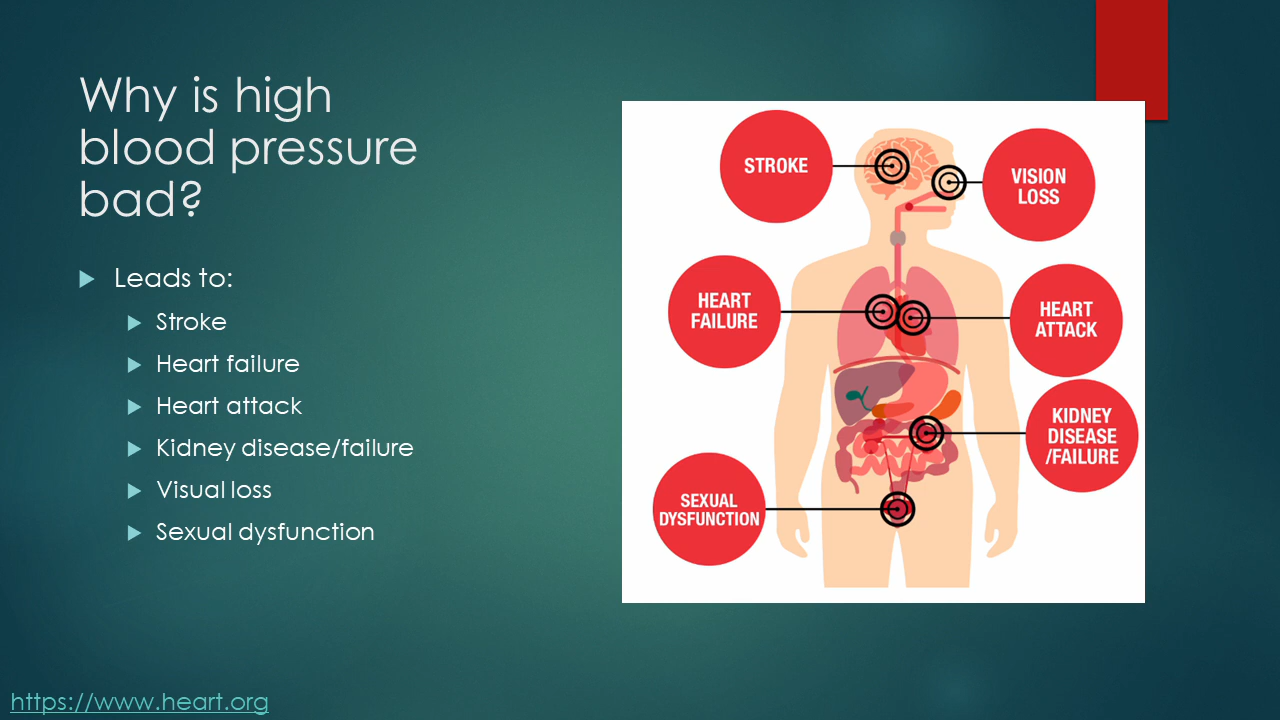 Why is high
blood pressure
bad?
Leads to:
Stroke
Heart failure
Heart attack
Kidney disease/failure
Visual loss
Sexual dysfunction
STROKE
VISION
LOSS
HEART
FAILURE
HEART
ATTACK
KIDNEY
DISEASE
/FAILURE
SEXUAL
DYSFUNCTION
https://www.heart.org